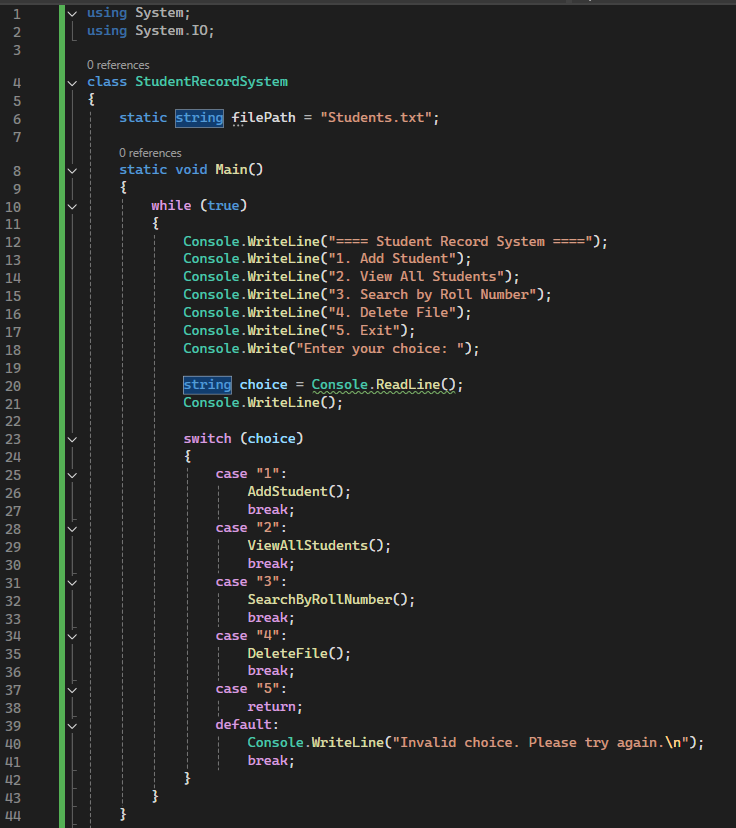 1 using System;
2 using System.IO;
3
0 references
4 class StudentRecordSystem
5 {
6 static string filePath = "Students.txt";
7
0 references
8 static void Main()
9 {
10 while (true)
11 {
12 Console.WriteLine("==== Student Record System ====");
13 Console.WriteLine("1. Add Student");
14 Console.WriteLine("2. View All Students");
15 Console.WriteLine("3. Search by Roll Number");
16 Console.WriteLine("4. Delete File");
17 Console.WriteLine("5. Exit");
18 Console.Write("Enter your choice: ");
19
20 string choice = Console.ReadLine();
21 Console.WriteLine();
22
23 switch (choice)
24 {
25 case "1":
26 AddStudent();
27 break;
28 case "2":
29 ViewAllStudents();
30 break;
31 case "3":
32 SearchByRollNumber();
33 break;
34 case "4":
35 DeleteFile();
36 break;
37 case "5":
38 return;
39 default:
40 Console.WriteLine("Invalid choice. Please try again.\n");
41 break;
42 }
43 }
44 }